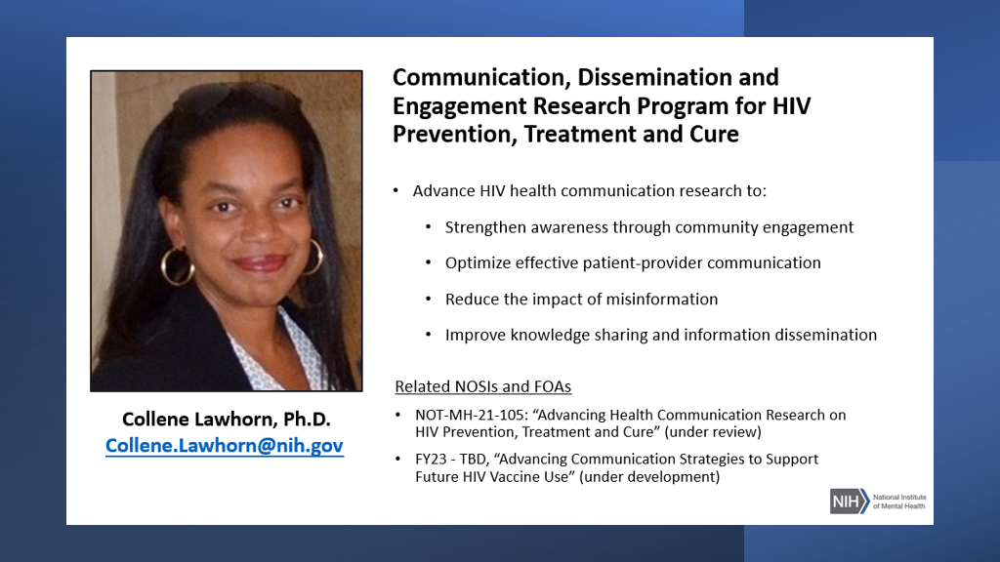 Communication, Dissemination and
Engagement Research Program for HIV
Prevention, Treatment and Cure
• Advance HIV health communication research to:
• Strengthen awareness through community engagement
• Optimize effective patient-provider communication
• Reduce the impact of misinformation
• Improve knowledge sharing and information dissemination
Related NOSIs and FOAs
• NOT-MH-21-105: “Advancing Health Communication Research on
HIV Prevention, Treatment and Cure” (under review)
• FY23 - TBD, “Advancing Communication Strategies to Support
Future HIV Vaccine Use” (under development)
Collene Lawhorn, Ph.D.
Collene.Lawhorn@nih.gov
NIH National Institute
of Mental Health